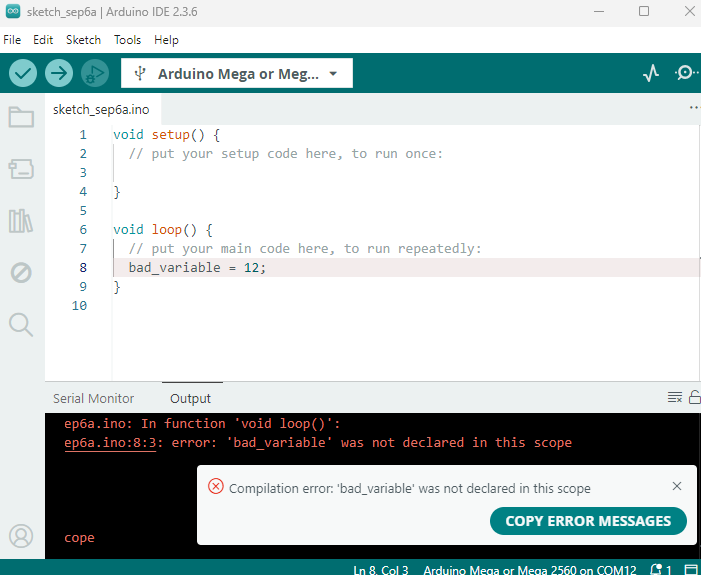 sketch_sep6a | Arduino IDE 2.3.6
File Edit Sketch Tools Help
Arduino Mega or Meg...
sketch_sep6a.ino
...
1 void setup() {
2 // put your setup code here, to run once:
3
4 }
5
6 void loop() {
7 // put your main code here, to run repeatedly:
8 bad_variable = 12;
9 }
10
Serial Monitor Output
ep6a.ino: In function 'void loop()':
ep6a.ino:8:3: error: 'bad_variable' was not declared in this scope
Compilation error: 'bad_variable' was not declared in this scope
COPY ERROR MESSAGES
cope
Ln 8, Col 3 Arduino Mega or Mega 2560 on COM12 1